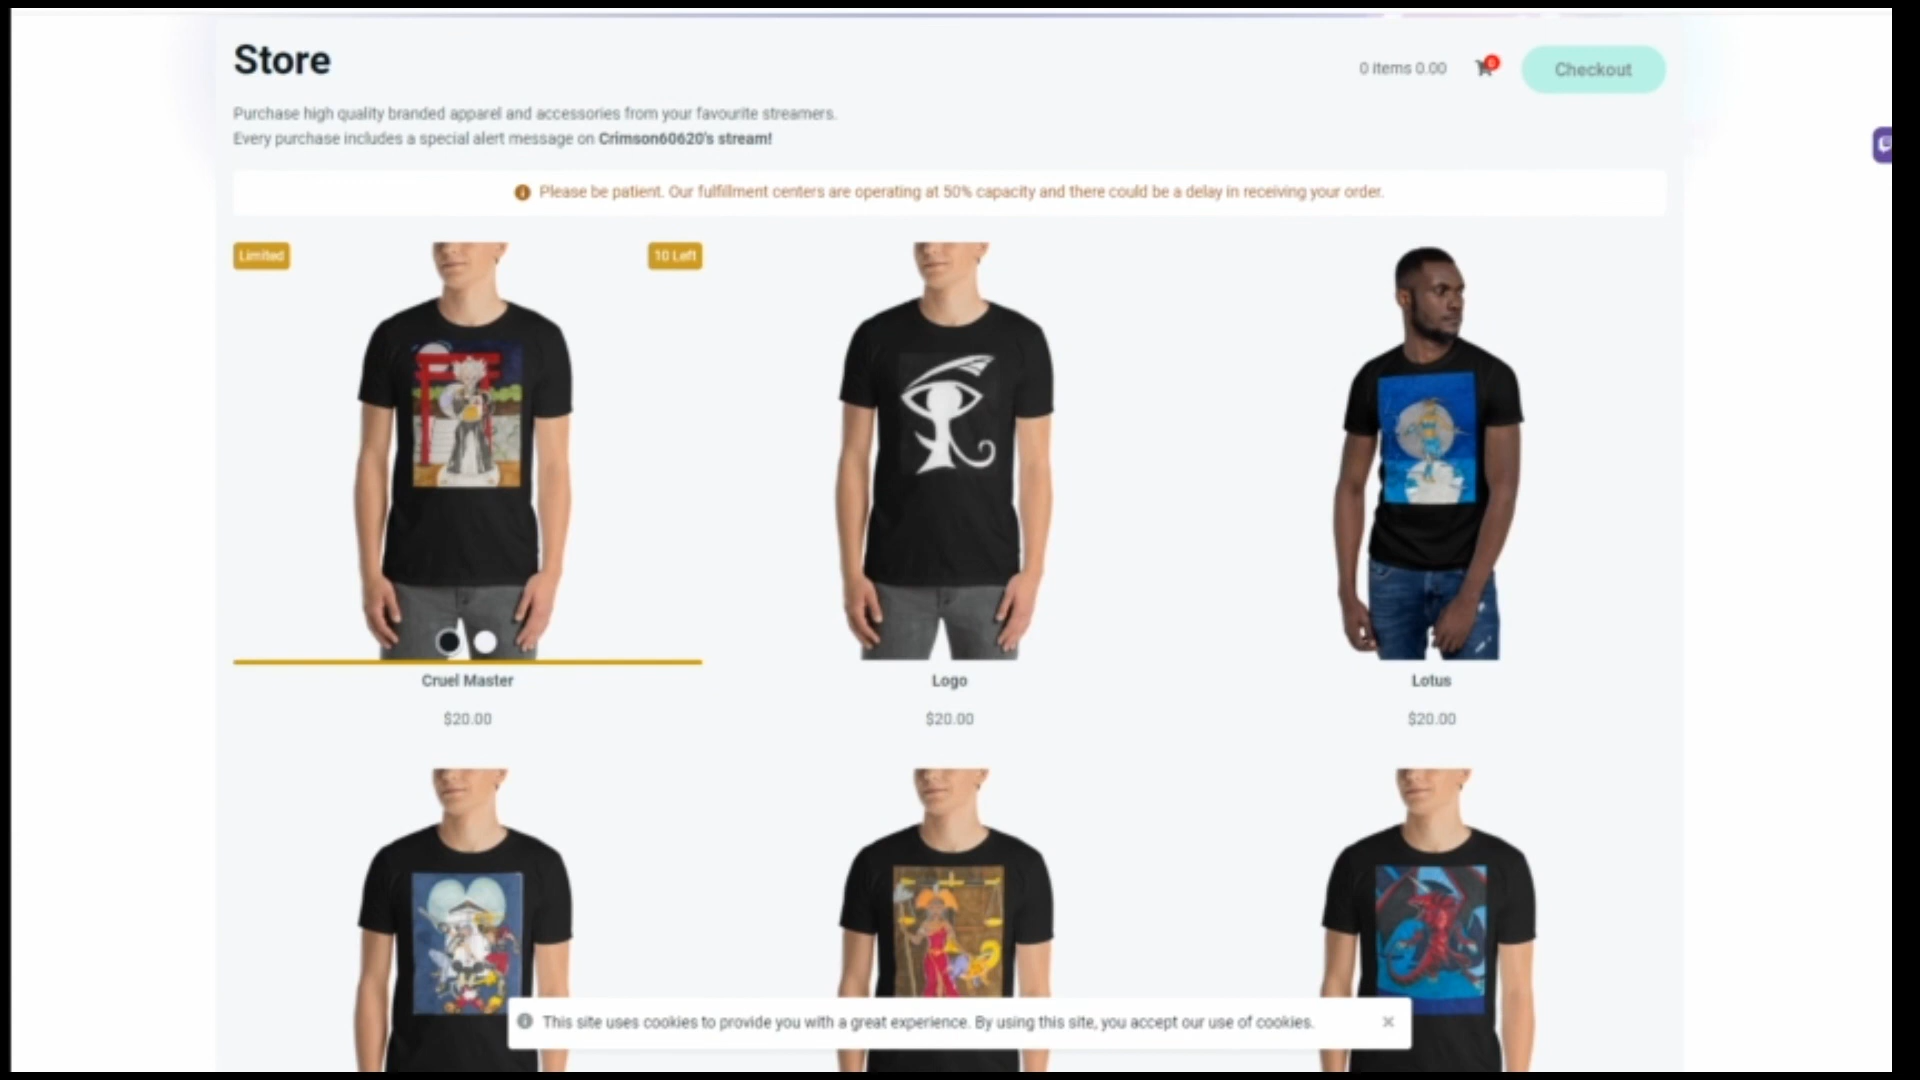 Store
0 items 0.00
0
Checkout
Purchase high quality branded apparel and accessories from your favourite streamers.
Every purchase includes a special alert message on Crimson60620's stream!
Please be patient. Our fulfillment centers are operating at 50% capacity and there could be a delay in receiving your order.
Limited
10 Left
Cruel Master
Logo
Lotus
$20.00
$20.00
$20.00
This site uses cookies to provide you with a great experience. By using this site, you accept our use of cookies.